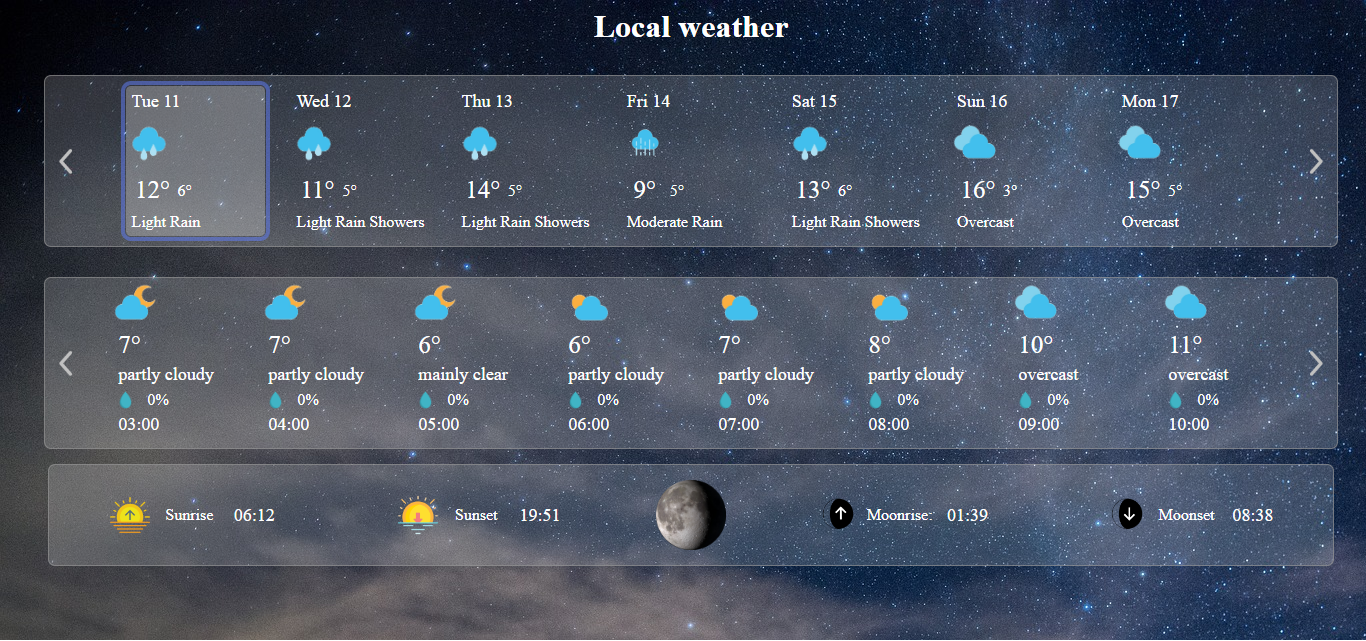 Local weather
Tue 11 Wed 12 Thu 13 Fri 14 Sat 15 Sun 16 Mon 17
12° 6° 11° 5° 14° 5° 9° 5° 13° 6° 16° 3° 15° 5°
Light Rain Light Rain Showers Light Rain Showers Moderate Rain Light Rain Showers Overcast Overcast
7° 7° 6° 6° 7° 8° 10° 11°
partly cloudy partly cloudy mainly clear partly cloudy partly cloudy partly cloudy overcast overcast
0% 0% 0% 0% 0% 0% 0% 0%
03:00 04:00 05:00 06:00 07:00 08:00 09:00 10:00
Sunrise 06:12 Sunset 19:51 Moonrise: 01:39 Moonset 08:38